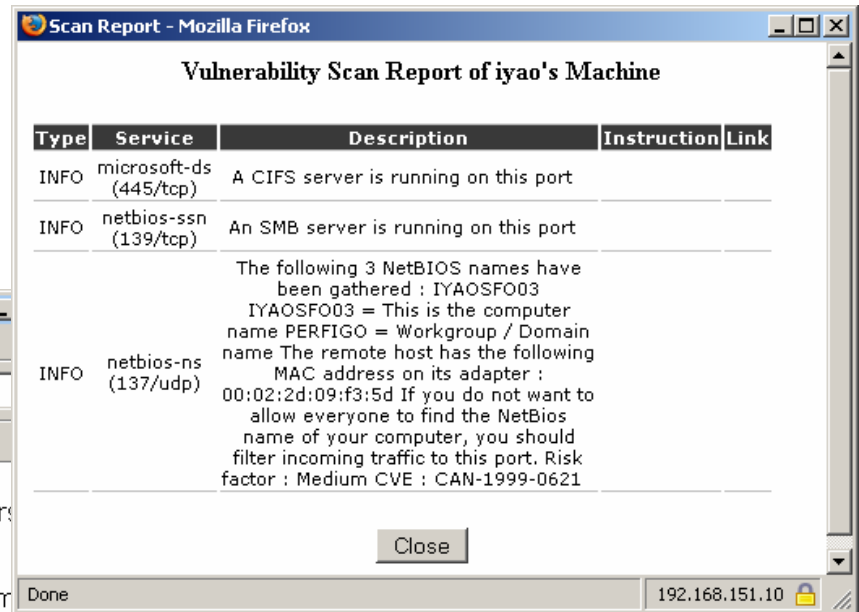 Scan Report - Mozilla Firefox
Vulnerability Scan Report of iyao's Machine
Type Service Description Instruction Link
INFO microsoft-ds (445/tcp) A CIFS server is running on this port
INFO netbios-ssn (139/tcp) An SMB server is running on this port
INFO netbios-ns (137/udp) The following 3 NetBIOS names have
been gathered : IYAOSFO03
IYAOSFO03 = This is the computer
name PERFIGO = Workgroup / Domain
name The remote host has the following
MAC address on its adapter :
00:02:2d:09:f3:5d If you do not want to
allow everyone to find the NetBios
name of your computer, you should
filter incoming traffic to this port. Risk
factor : Medium CVE : CAN-1999-0621
Close
Done 192.168.151.10